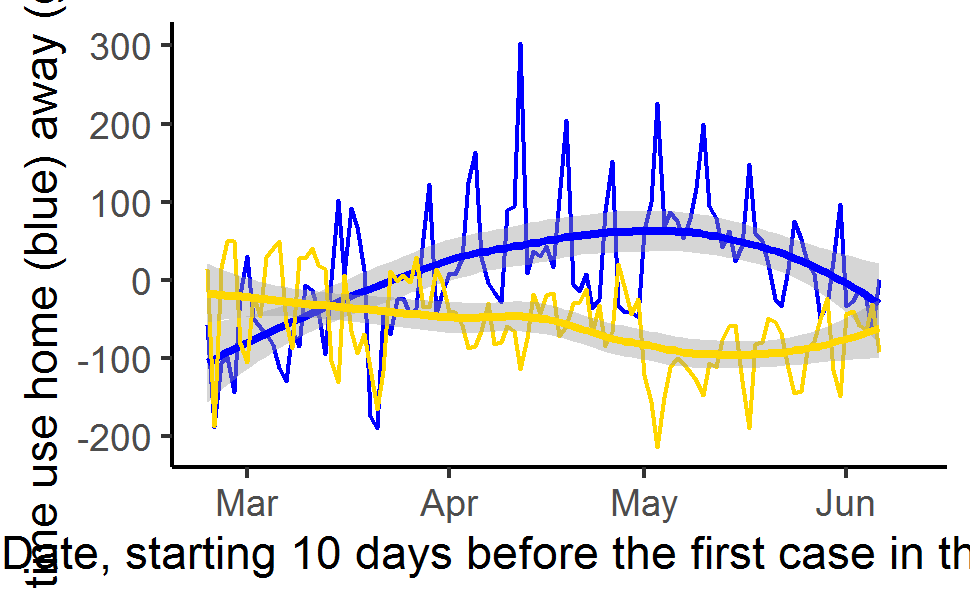 time use home (blue) away (
300
200
100
0
-100
-200
Mar Apr May Jun
Date, starting 10 days before the first case in th